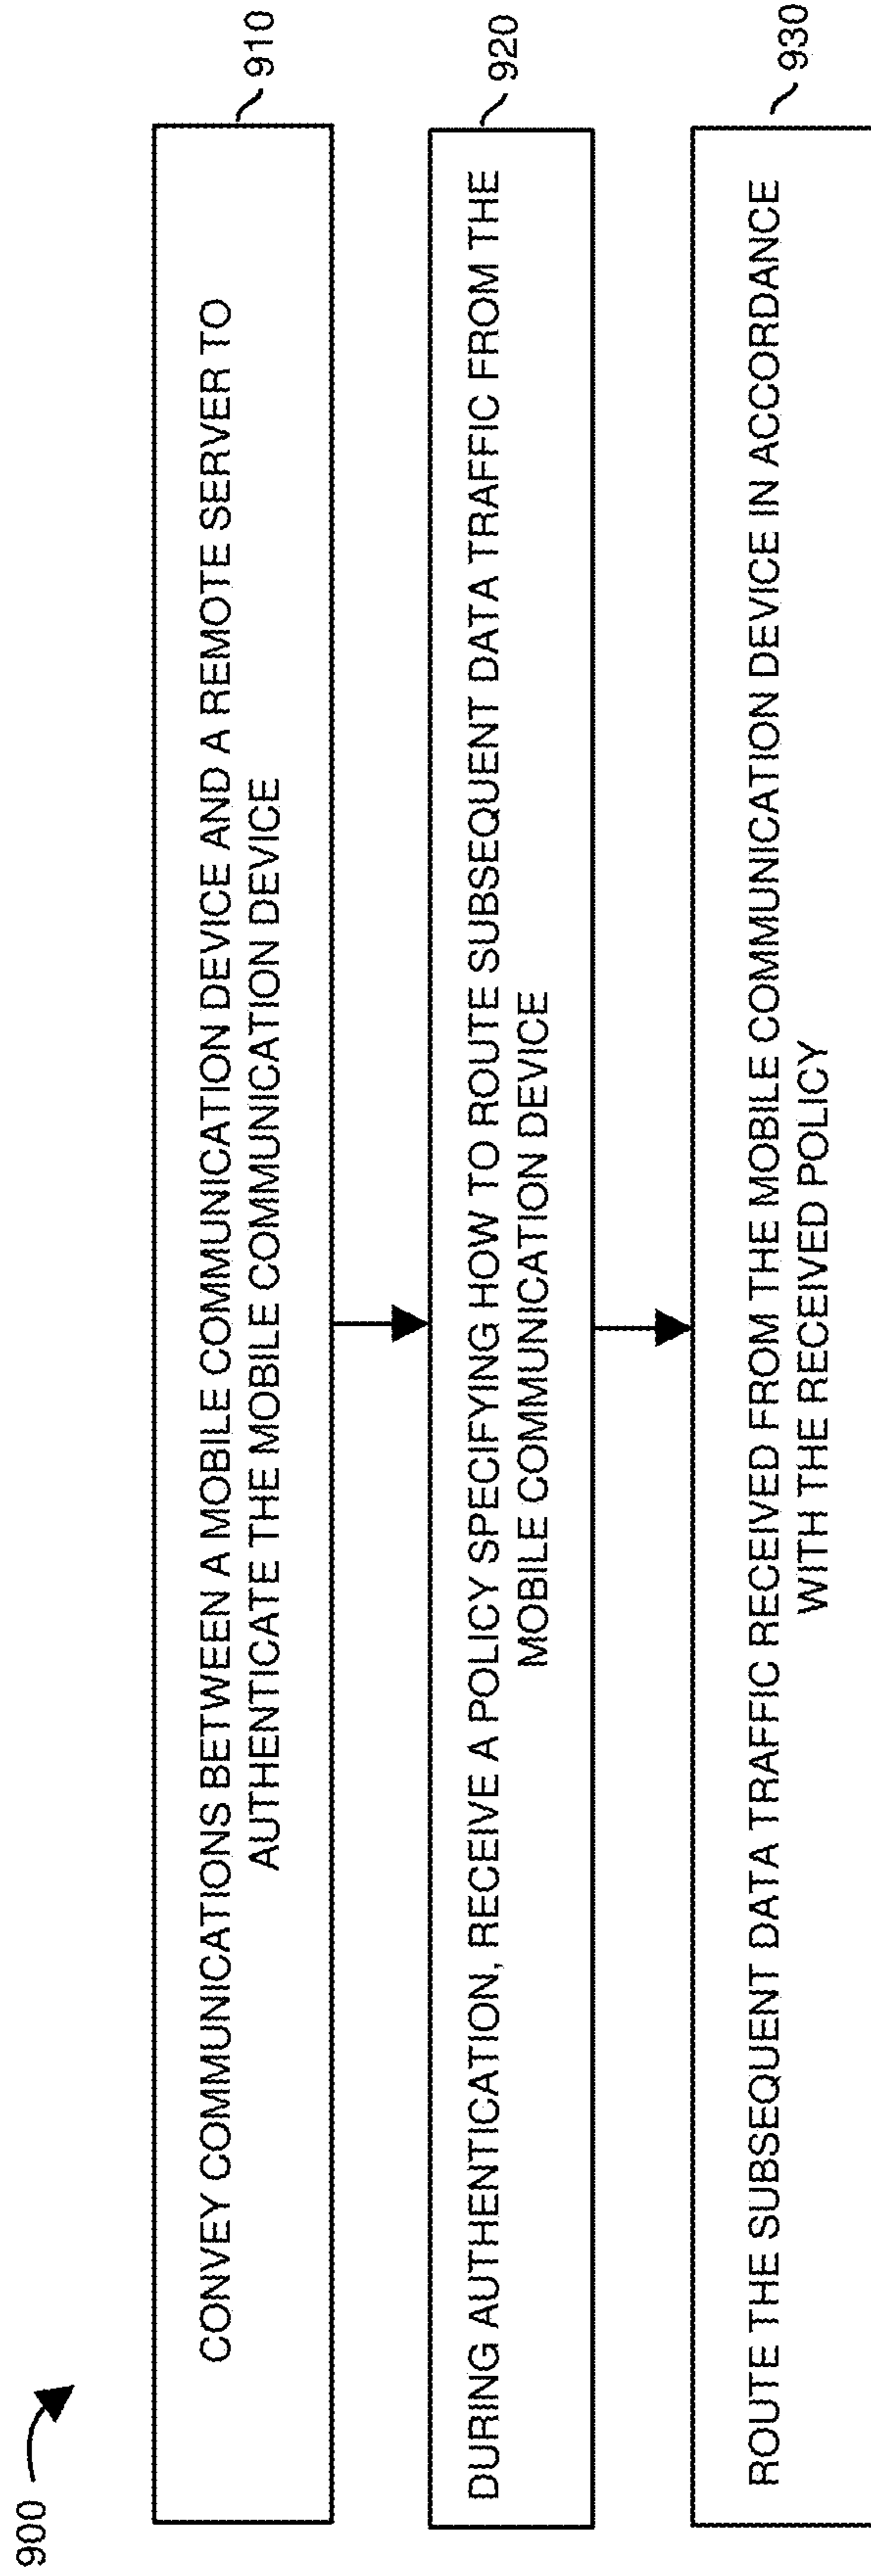 900
CONVEY COMMUNICATIONS BETWEEN A MOBILE COMMUNICATION DEVICE AND A REMOTE SERVER TO
AUTHENTICATE THE MOBILE COMMUNICATION DEVICE
910
DURING AUTHENTICATION, RECEIVE A POLICY SPECIFYING HOW TO ROUTE SUBSEQUENT DATA TRAFFIC FROM THE
MOBILE COMMUNICATION DEVICE
920
ROUTE THE SUBSEQUENT DATA TRAFFIC RECEIVED FROM THE MOBILE COMMUNICATION DEVICE IN ACCORDANCE
WITH THE RECEIVED POLICY
930